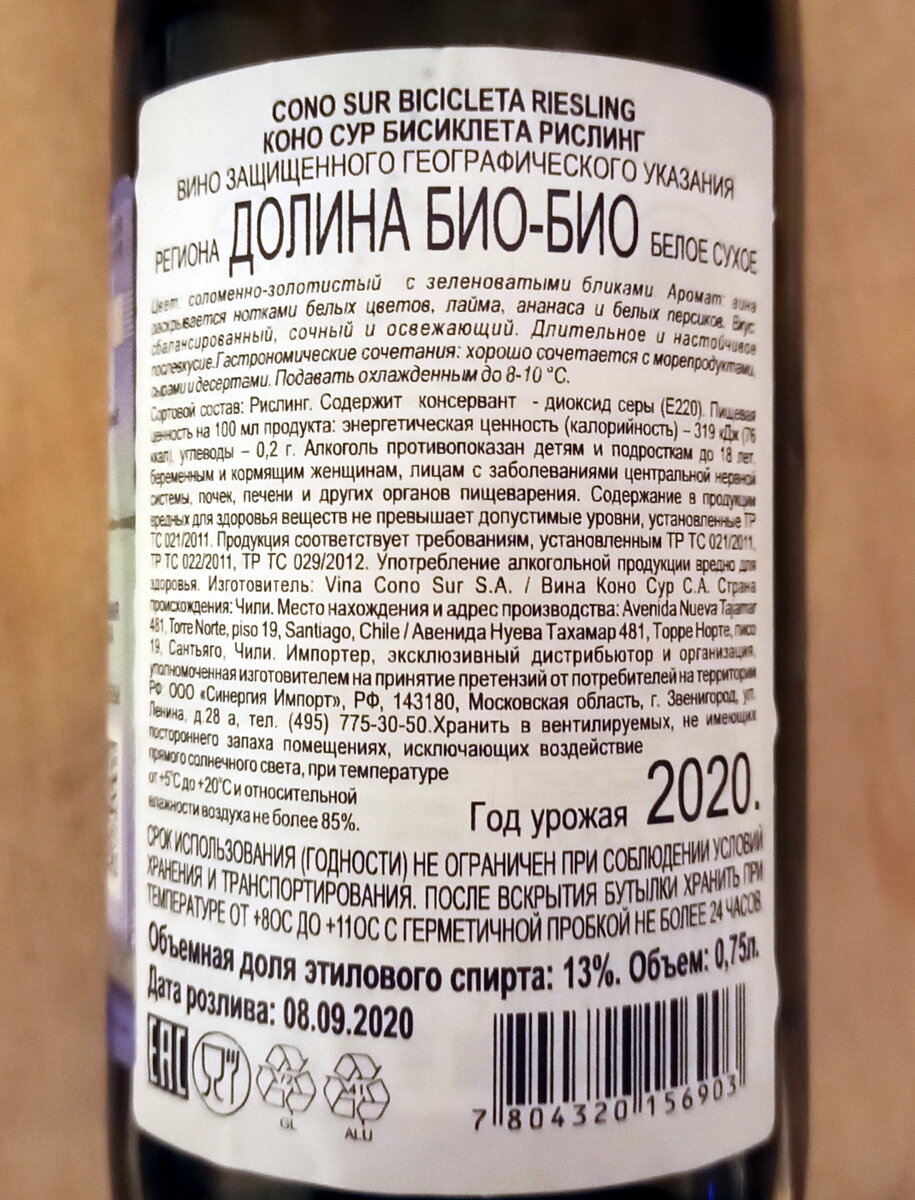 CONO SUR BICICLETA RIESLING
КОНО СУР БИСИКЛЕТА РИСЛИНГ
ВИНО ЗАЩИЩЕННОГО ГЕОГРАФИЧЕСКОГО УКАЗАНИЯ
РЕГИОНА ДОЛИНА БИО-БИО БЕЛОЕ СУХОЕ
Цвет: соломенно-золотистый с зеленоватыми бликами. Аромат: вина
раскрывается нотками белых цветов, лайма, ананаса и белых персиков. Вкус:
сбалансированный, сочный и освежающий. Длительное и настойчивое
послевкусие.Гастрономические сочетания: хорошо сочетается с морепродуктами,
сырами и десертами. Подавать охлажденным до 8-10 °С.
Сортовой состав: Рислинг. Содержит консервант - диоксид серы (Е220). Пищевая
ценность на 100 мл продукта: энергетическая ценность (калорийность) – 319 кДж (76
ккал), углеводы – 0,2 г. Алкоголь противопоказан детям и подросткам до 18 лет,
беременным и кормящим женщинам, лицам с заболеваниями центральной нервной
системы, почек, печени и других органов пищеварения. Содержание в продукции
вредных для здоровья веществ не превышает допустимые уровни, установленные ТР
ТС 021/2011. Продукция соответствует требованиям, установленным ТР ТС 021/2011,
ТР ТС 022/2011, ТР ТС 029/2012. Употребление алкогольной продукции вредно для
здоровья. Изготовитель: Vina Cono Sur S.A. / Вина Коно Сур С.А. Страна
происхождения: Чили. Место нахождения и адрес производства: Avenida Nueva Tajamar
481, Torre Norte, piso 19, Santiago, Chile / Авенида Нуева Тахамар 481, Торре Норте, писо
19, Сантьяго, Чили. Импортер, эксклюзивный дистрибьютор и организация,
уполномоченная изготовителем на принятие претензий от потребителей на территории
РФ: ООО «Синергия Импорт», РФ, 143180, Московская область, г. Звенигород, ул.
Ленина, д.28 а, тел. (495) 775-30-50.Хранить в вентилируемых, не имеющих
постороннего запаха помещениях, исключающих воздействие
прямого солнечного света, при температуре
от +5°С до +20°С и относительной
влажности воздуха не более 85%.
Год урожая 2020.
СРОК ИСПОЛЬЗОВАНИЯ (ГОДНОСТИ) НЕ ОГРАНИЧЕН ПРИ СОБЛЮДЕНИИ УСЛОВИЙ
ХРАНЕНИЯ И ТРАНСПОРТИРОВАНИЯ. ПОСЛЕ ВСКРЫТИЯ БУТЫЛКИ ХРАНИТЬ ПРИ
ТЕМПЕРАТУРЕ ОТ +8ОС ДО +11ОС С ГЕРМЕТИЧНОЙ ПРОБКОЙ НЕ БОЛЕЕ 24 ЧАСОВ.
Объемная доля этилового спирта: 13%. Объем: 0,75л.
Дата розлива: 08.09.2020
EAC
GL
41
ALU
7 804320 156903